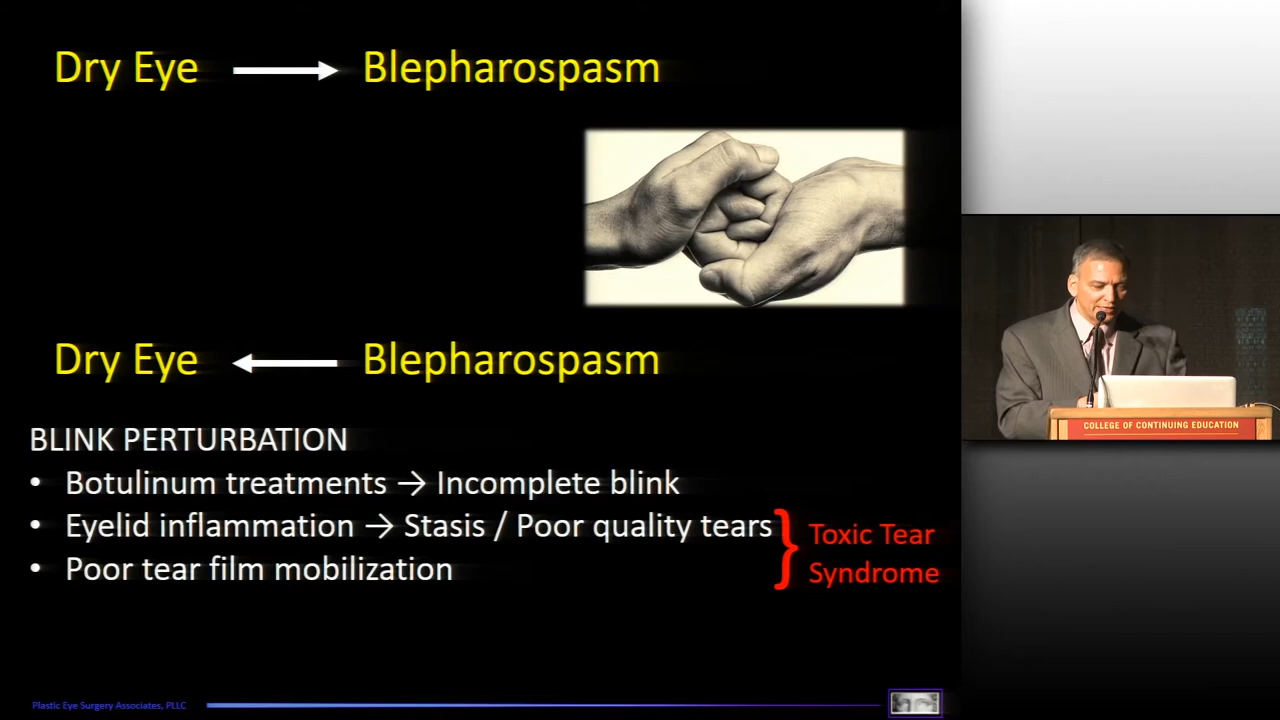 Dry Eye → Blepharospasm
Dry Eye ← Blepharospasm
BLINK PERTURBATION
• Botulinum treatments → Incomplete blink
• Eyelid inflammation → Stasis / Poor quality tears
• Poor tear film mobilization
} Toxic Tear
Syndrome
COLLEGE OF CONTINUING EDUCATION
Plastic Eye Surgery Associates, PLLC